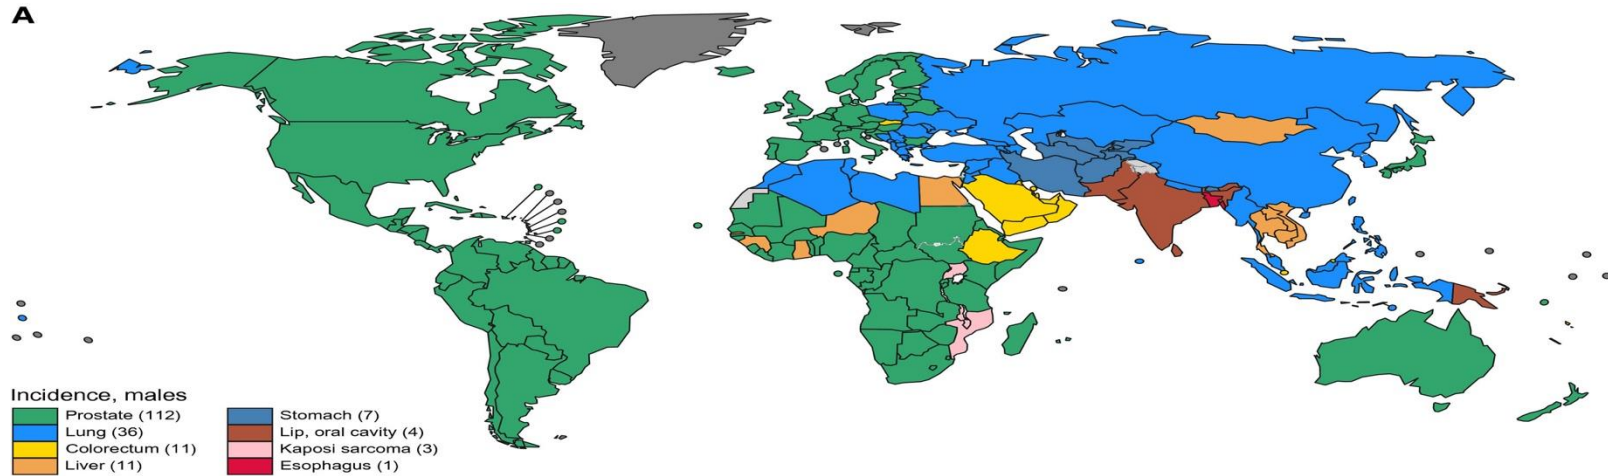 A
Incidence, males
Prostate (112)
Lung (36)
Colorectum (11)
Liver (11)
Stomach (7)
Lip, oral cavity (4)
Kaposi sarcoma (3)
Esophagus (1)